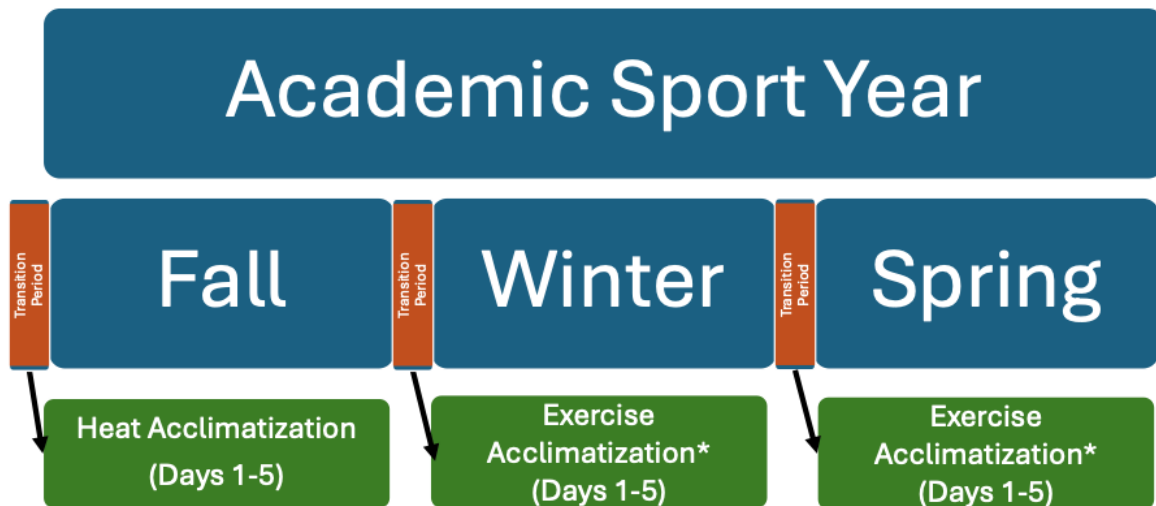 Academic Sport Year
Transition
Period
Fall
Transition
Period
Winter
Transition
Period
Spring
Heat Acclimatization
(Days 1-5)
Exercise
Acclimatization*
(Days 1-5)
Exercise
Acclimatization*
(Days 1-5)